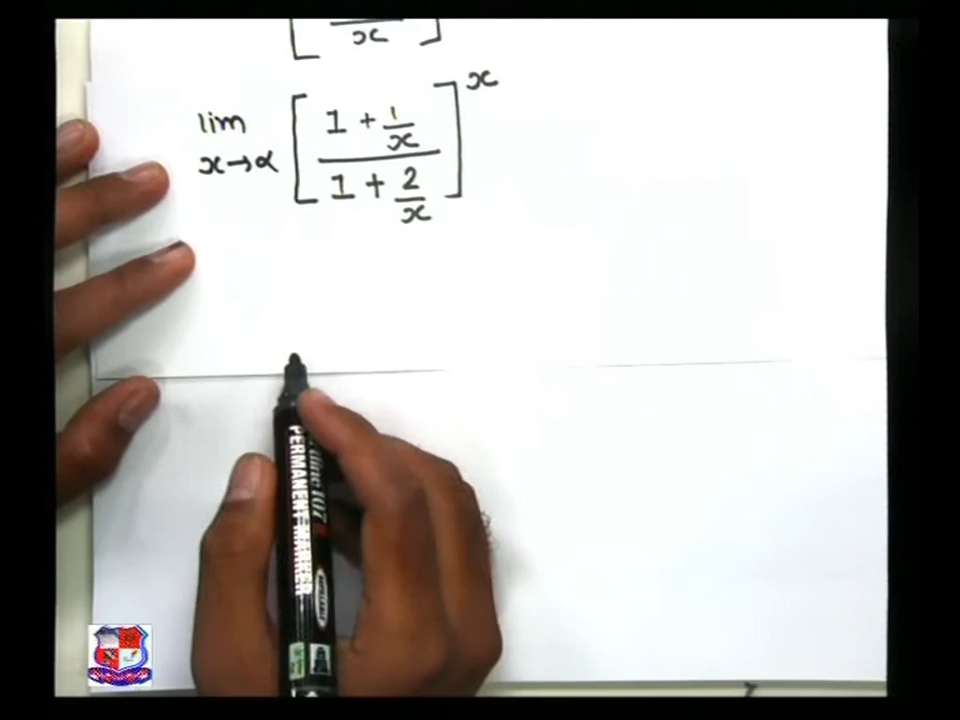 x
lim x→α [ (1 + 1/x) / (1 + 2/x) ]^x
PERMANENT MARKER